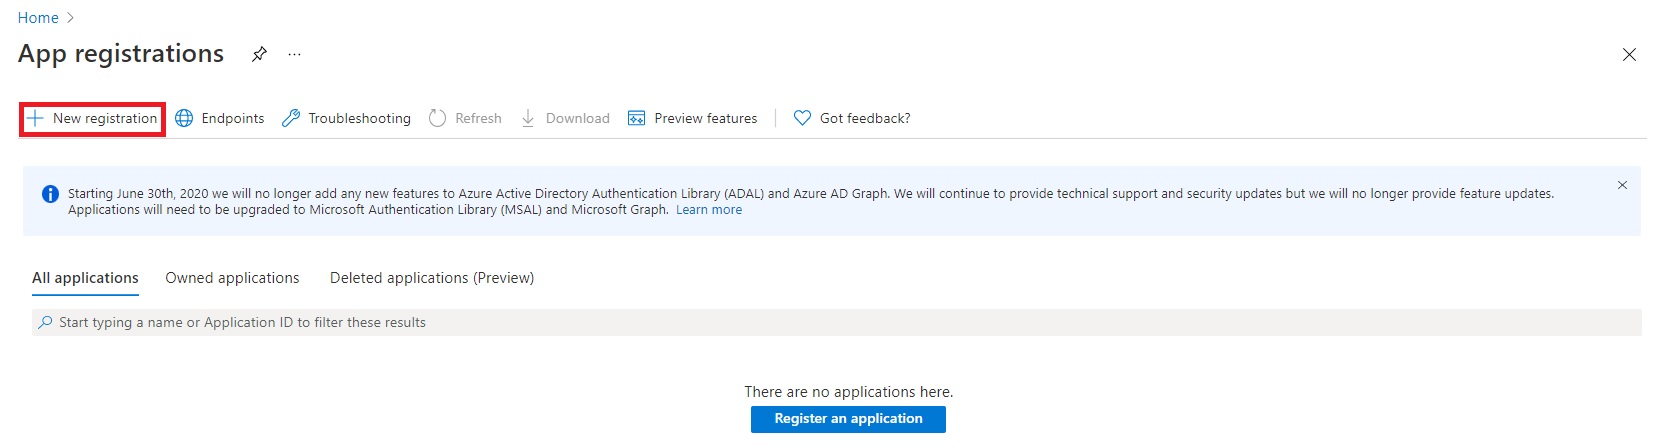 Home
App registrations
New registration Endpoints Troubleshooting Refresh Download Preview features Got feedback?
Starting June 30th, 2020 we will no longer add any new features to Azure Active Directory Authentication Library (ADAL) and Azure AD Graph. We will continue to provide technical support and security updates but we will no longer provide feature updates.
Applications will need to be upgraded to Microsoft Authentication Library (MSAL) and Microsoft Graph. Learn more
All applications Owned applications Deleted applications (Preview)
Start typing a name or Application ID to filter these results
There are no applications here.
Register an application